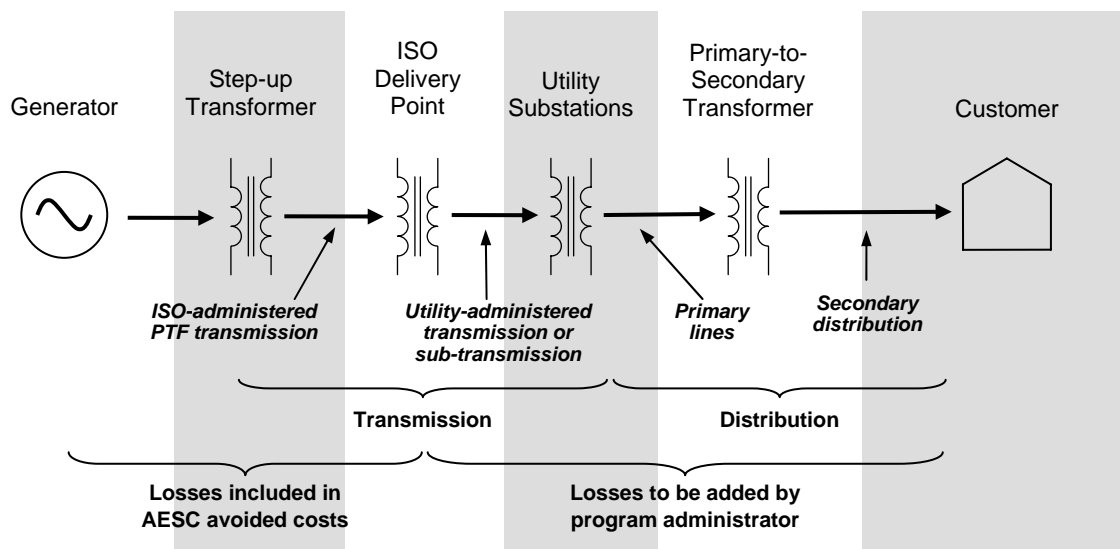 Generator
Step-up
Transformer
ISO
Delivery
Point
Utility
Substations
Primary-to-
Secondary
Transformer
Customer
ISO-administered
PTF transmission
Utility-administered
transmission or
sub-transmission
Primary
lines
Secondary
distribution
Transmission
Distribution
Losses included in
AESC avoided costs
Losses to be added by
program administrator